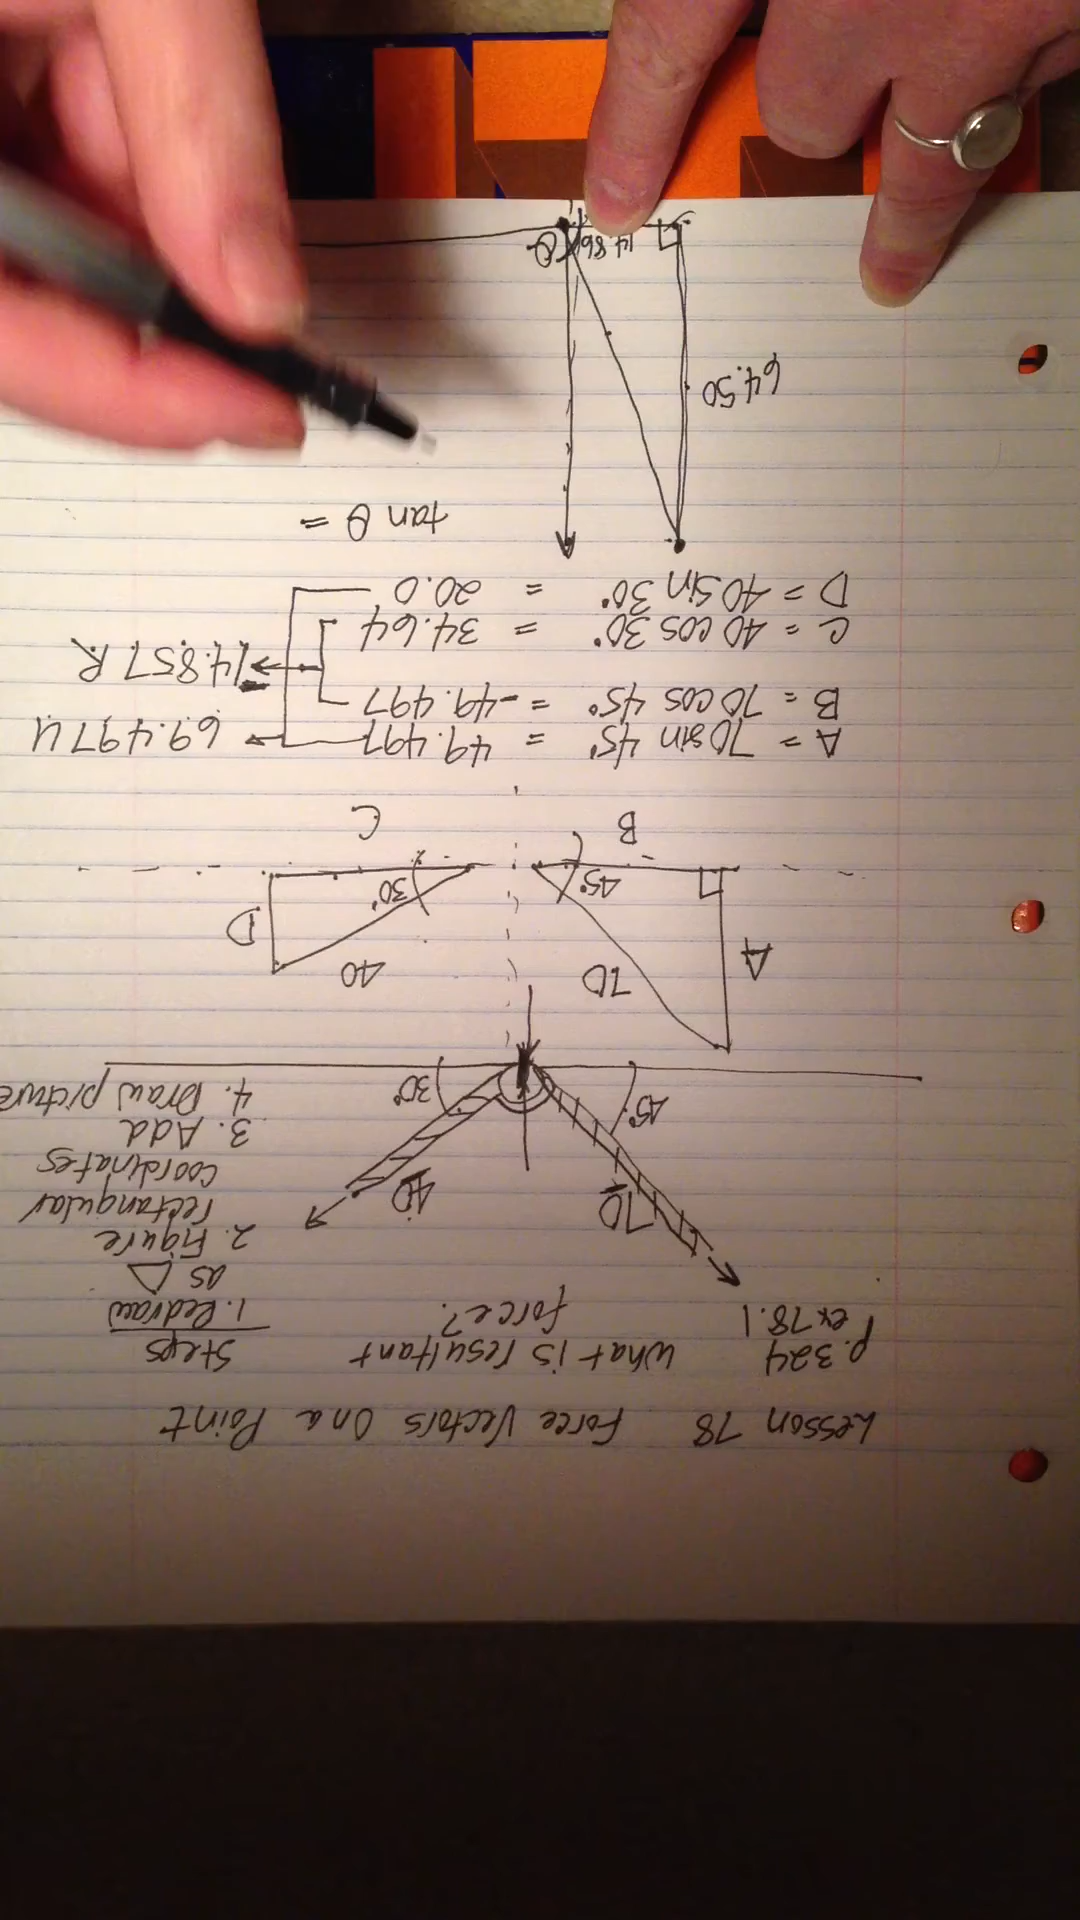 Lesson 78 Force Vectors On a Point
p.324 What is resultant
ex 78.1 force?
Steps
1. Redraw
as △
2. Figure
rectangular
coordinates
3. Add
4. Draw picture
70
40
45°
30°
A
70
45°
B
40
30°
D
C
A = 70 sin 45° = 49.497
69.497 U
B = 70 cos 45° = -49.497
-14.857 R
C = 40 cos 30° = 34.64
D = 40 sin 30° = 20.0
tan θ =
64.50
14.86
θ